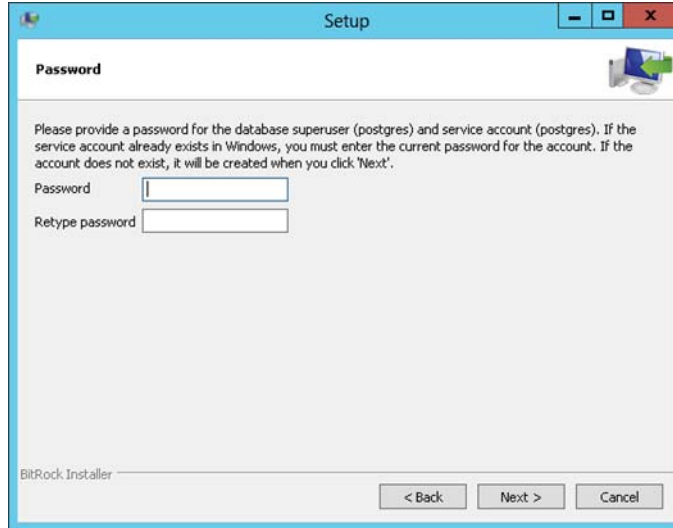 Setup
Password
Please provide a password for the database superuser (postgres) and service account (postgres). If the
service account already exists in Windows, you must enter the current password for the account. If the
account does not exist, it will be created when you click 'Next'.
Password
Retype password
BitRock Installer
< Back Next > Cancel